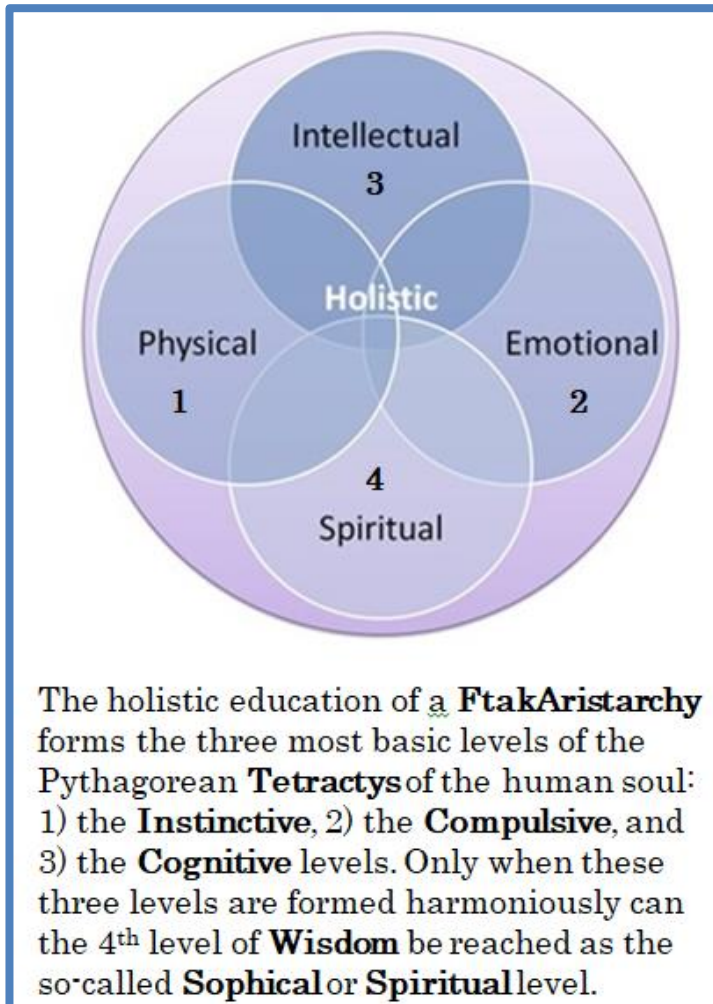 Intellectual
3
Holistic
Physical
1
Emotional
2
4
Spiritual
The holistic education of a FtakAristarchy
forms the three most basic levels of the
Pythagorean Tetractys of the human soul:
1) the Instinctive, 2) the Compulsive, and
3) the Cognitive levels. Only when these
three levels are formed harmoniously can
the 4th level of Wisdom be reached as the
so-called Sophical or Spiritual level.